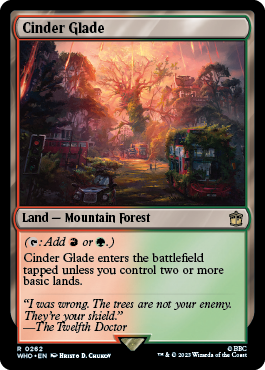 Cinder Glade
Land — Mountain Forest
(: Add or .)
Cinder Glade enters the battlefield
tapped unless you control two or more
basic lands.
“I was wrong. The trees are not your enemy.
They’re your shield.”
—The Twelfth Doctor
R 0262
WHO • EN Hristo D. Chukov
© BBC
™ & © 2023 Wizards of the Coast